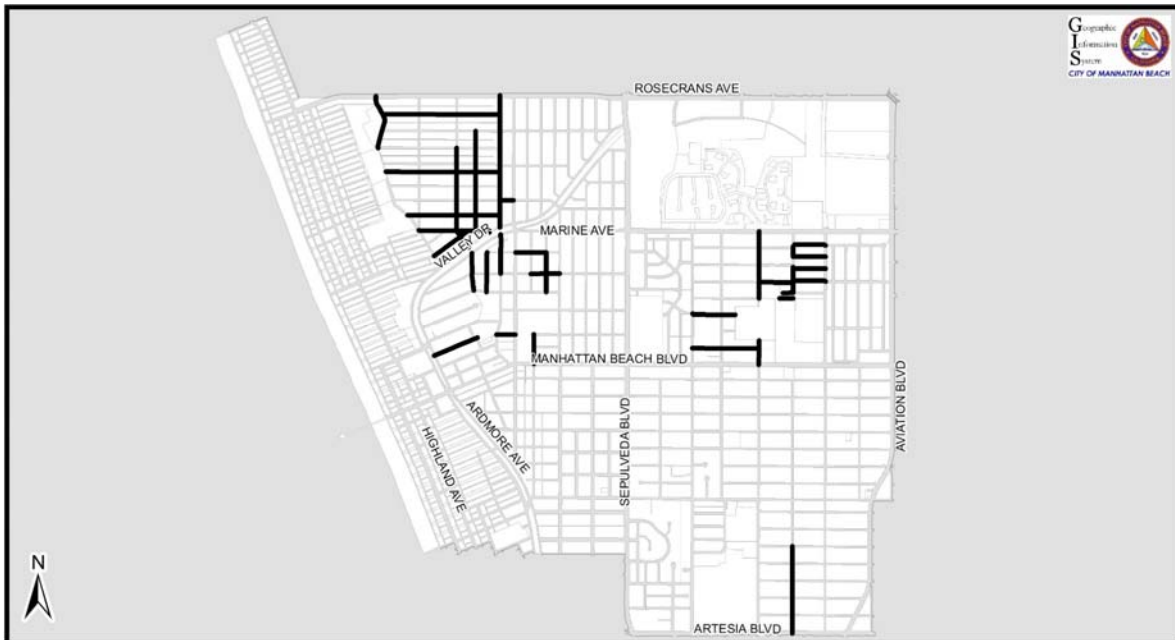 Geographic
Information
System
CITY OF MANHATTAN BEACH
ROSECRANS AVE
MARINE AVE
VALLEY DR
MANHATTAN BEACH BLVD
AVIATION BLVD
SEPULVEDA BLVD
ARDMORE AVE
HIGHLAND AVE
N
ARTESIA BLVD